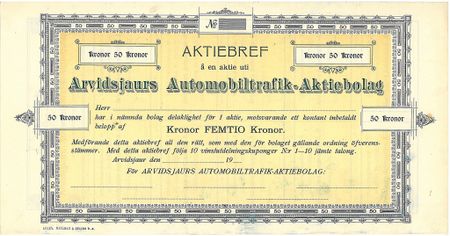 №
AKTIEBREF
Kronor 50 Kronor
Kronor 50 Kronor
å en aktie uti
Arvidsjaurs Automobiltrafik-Aktiebolag
50 Kronor
50 Kronor
Herr
har i nämnda bolag delaktighet för 1 aktie, motsvarande ett kontant inbetaldt
belopp af
Kronor FEMTIO Kronor.
Medförande detta aktiebref all den rätt, som med den för bolaget gällande ordning öfverens-
stämmer. Med detta aktiebref följa 10 vinstutdelningskuponger Nr 1—10 jämte talong.
Arvidsjaur den 19
För ARVIDSJAURS AUTOMOBILTRAFIK-AKTIEBOLAG: